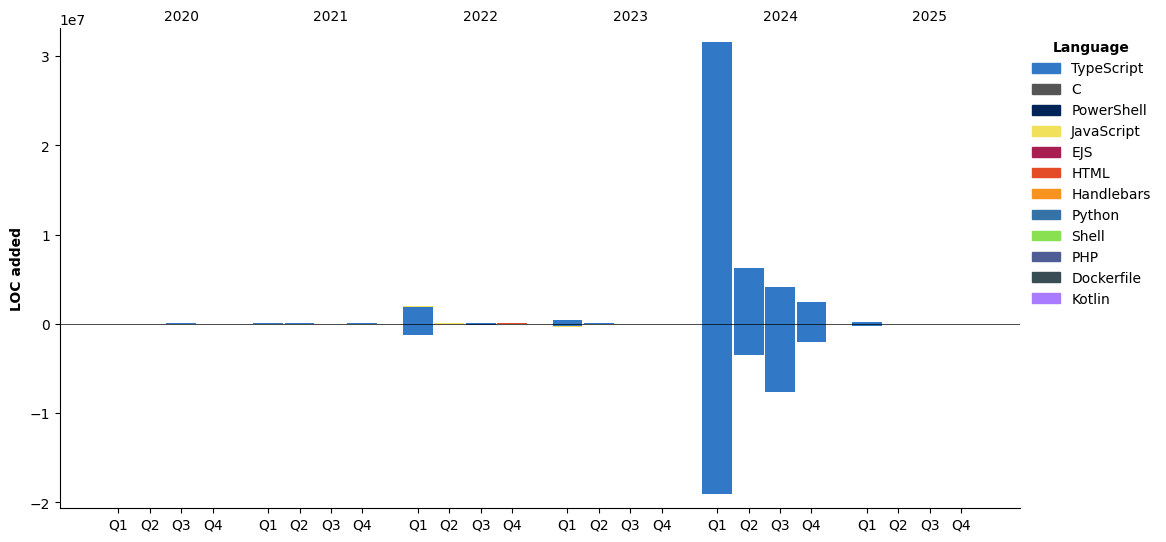 2020 2021 2022 2023 2024 2025
1e7
Language
TypeScript
C
PowerShell
JavaScript
EJS
HTML
Handlebars
Python
Shell
PHP
Dockerfile
Kotlin
LOC added
3
2
1
0
−1
−2
Q1 Q2 Q3 Q4 Q1 Q2 Q3 Q4 Q1 Q2 Q3 Q4 Q1 Q2 Q3 Q4 Q1 Q2 Q3 Q4 Q1 Q2 Q3 Q4